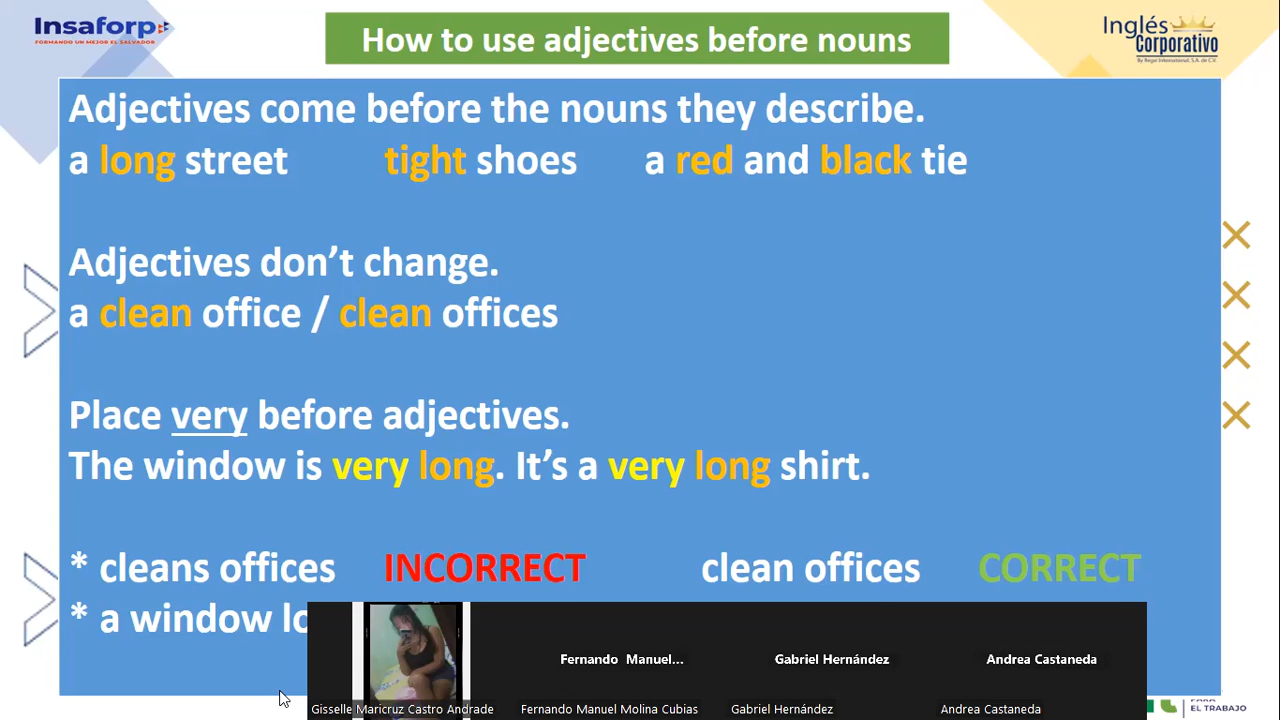 Insaforp
FORMANDO UN MEJOR EL SALVADOR
How to use adjectives before nouns
Inglés
Corporativo
By Regal International, S.A. de C.V.
Adjectives come before the nouns they describe.
a long street tight shoes a red and black tie
Adjectives don't change.
a clean office / clean offices
Place very before adjectives.
The window is very long. It's a very long shirt.
* cleans offices INCORRECT clean offices CORRECT
* a window lo
Fernando Manuel...
Gabriel Hernández
Andrea Castaneda
Gisselle Maricruz Castro Andrade
Fernando Manuel Molina Cubias
Gabriel Hernández
Andrea Castaneda
EL TRABAJO